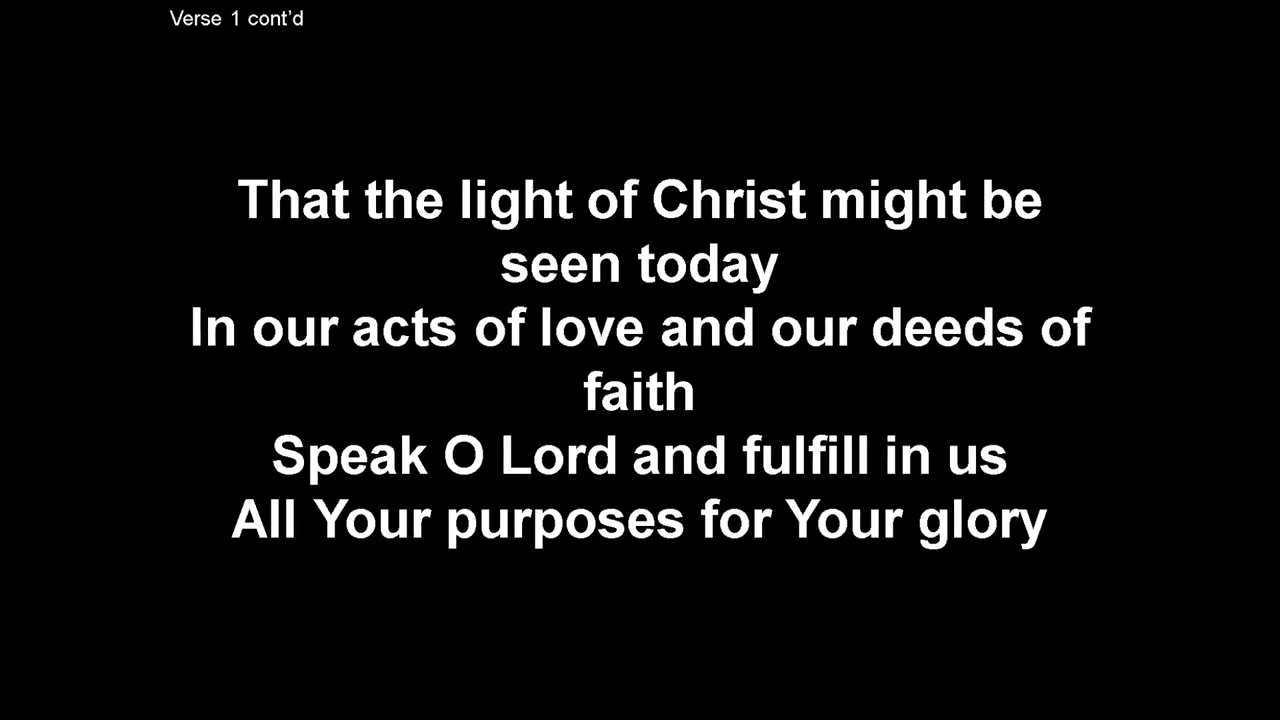 Verse 1 cont’d
That the light of Christ might be
seen today
In our acts of love and our deeds of
faith
Speak O Lord and fulfill in us
All Your purposes for Your glory